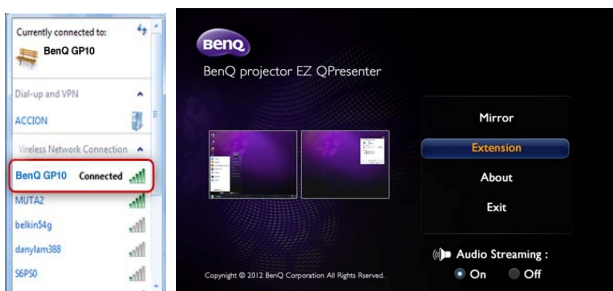 Currently connected to:
BenQ GP10
Dial-up and VPN
ACCION
Wireless Network Connection
BenQ GP10 Connected
MUTA2
belkin54g
danylam388
S6PS0
BenQ
BenQ projector EZ QPresenter
Mirror
Extension
About
Exit
Audio Streaming :
On Off
Copyright © 2012 BenQ Corporation All Rights Rserved.